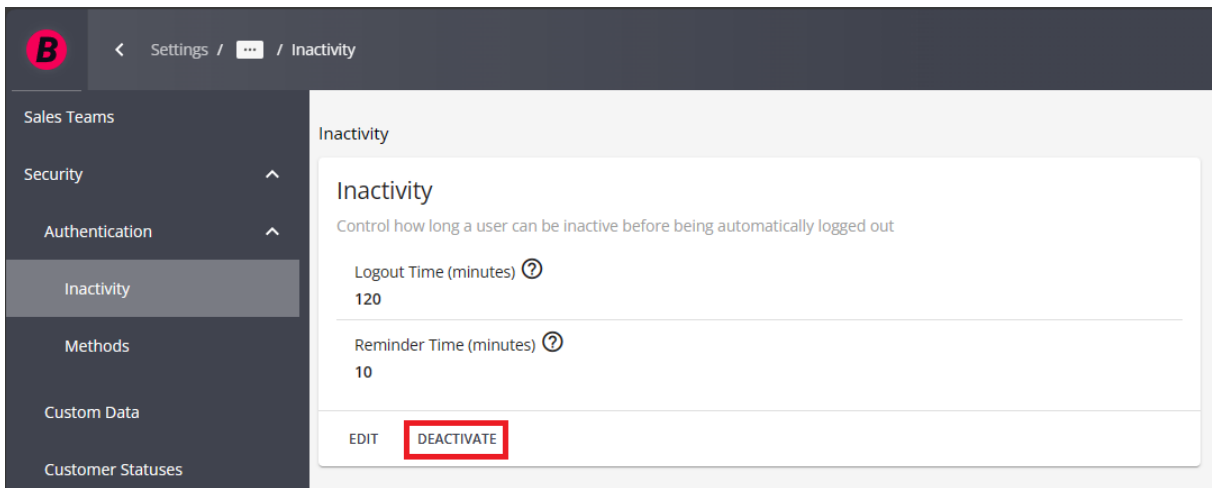 B
Settings / ... / Inactivity
Sales Teams
Security
Authentication
Inactivity
Methods
Custom Data
Customer Statuses
Inactivity
Inactivity
Control how long a user can be inactive before being automatically logged out
Logout Time (minutes) ?
120
Reminder Time (minutes) ?
10
EDIT DEACTIVATE